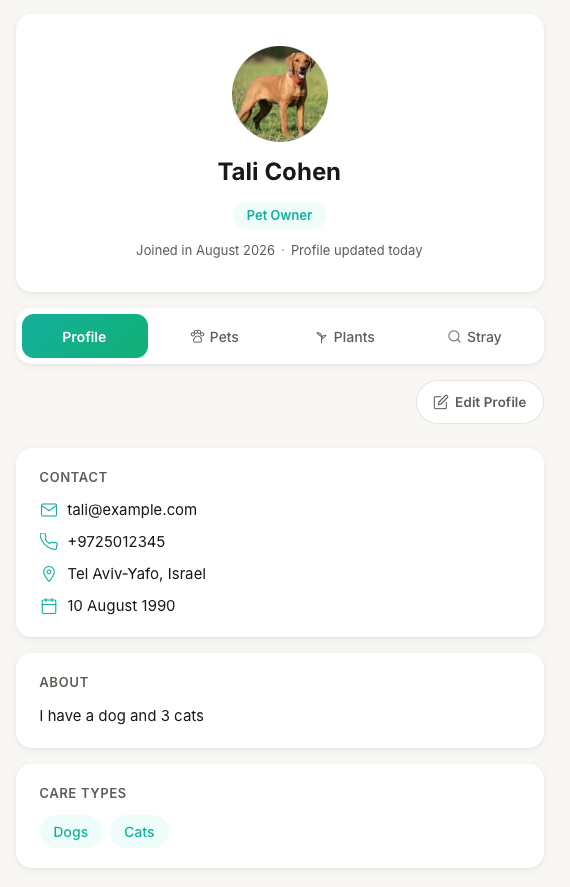 Tali Cohen
Pet Owner
Joined in August 2026 · Profile updated today
Profile
Pets
Plants
Stray
Edit Profile
CONTACT
tali@example.com
+9725012345
Tel Aviv-Yafo, Israel
10 August 1990
ABOUT
I have a dog and 3 cats
CARE TYPES
Dogs
Cats